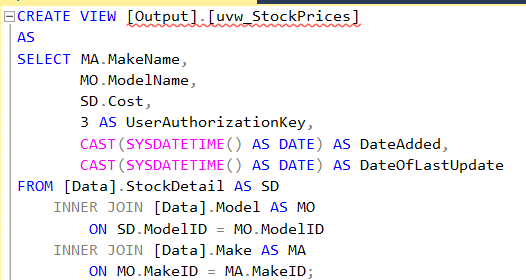 CREATE VIEW [Output].[uvw_StockPrices]
AS
SELECT MA.MakeName,
MO.ModelName,
SD.Cost,
3 AS UserAuthorizationKey,
CAST(SYSDATETIME() AS DATE) AS DateAdded,
CAST(SYSDATETIME() AS DATE) AS DateOfLastUpdate
FROM [Data].StockDetail AS SD
INNER JOIN [Data].Model AS MO
ON SD.ModelID = MO.ModelID
INNER JOIN [Data].Make AS MA
ON MO.MakeID = MA.MakeID;